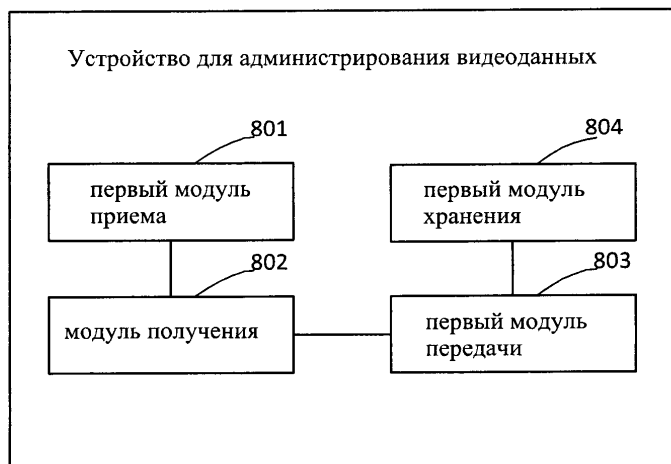 Устройство для администрирования видеоданных
801
первый модуль
приема
804
первый модуль
хранения
802
модуль получения
803
первый модуль
передачи